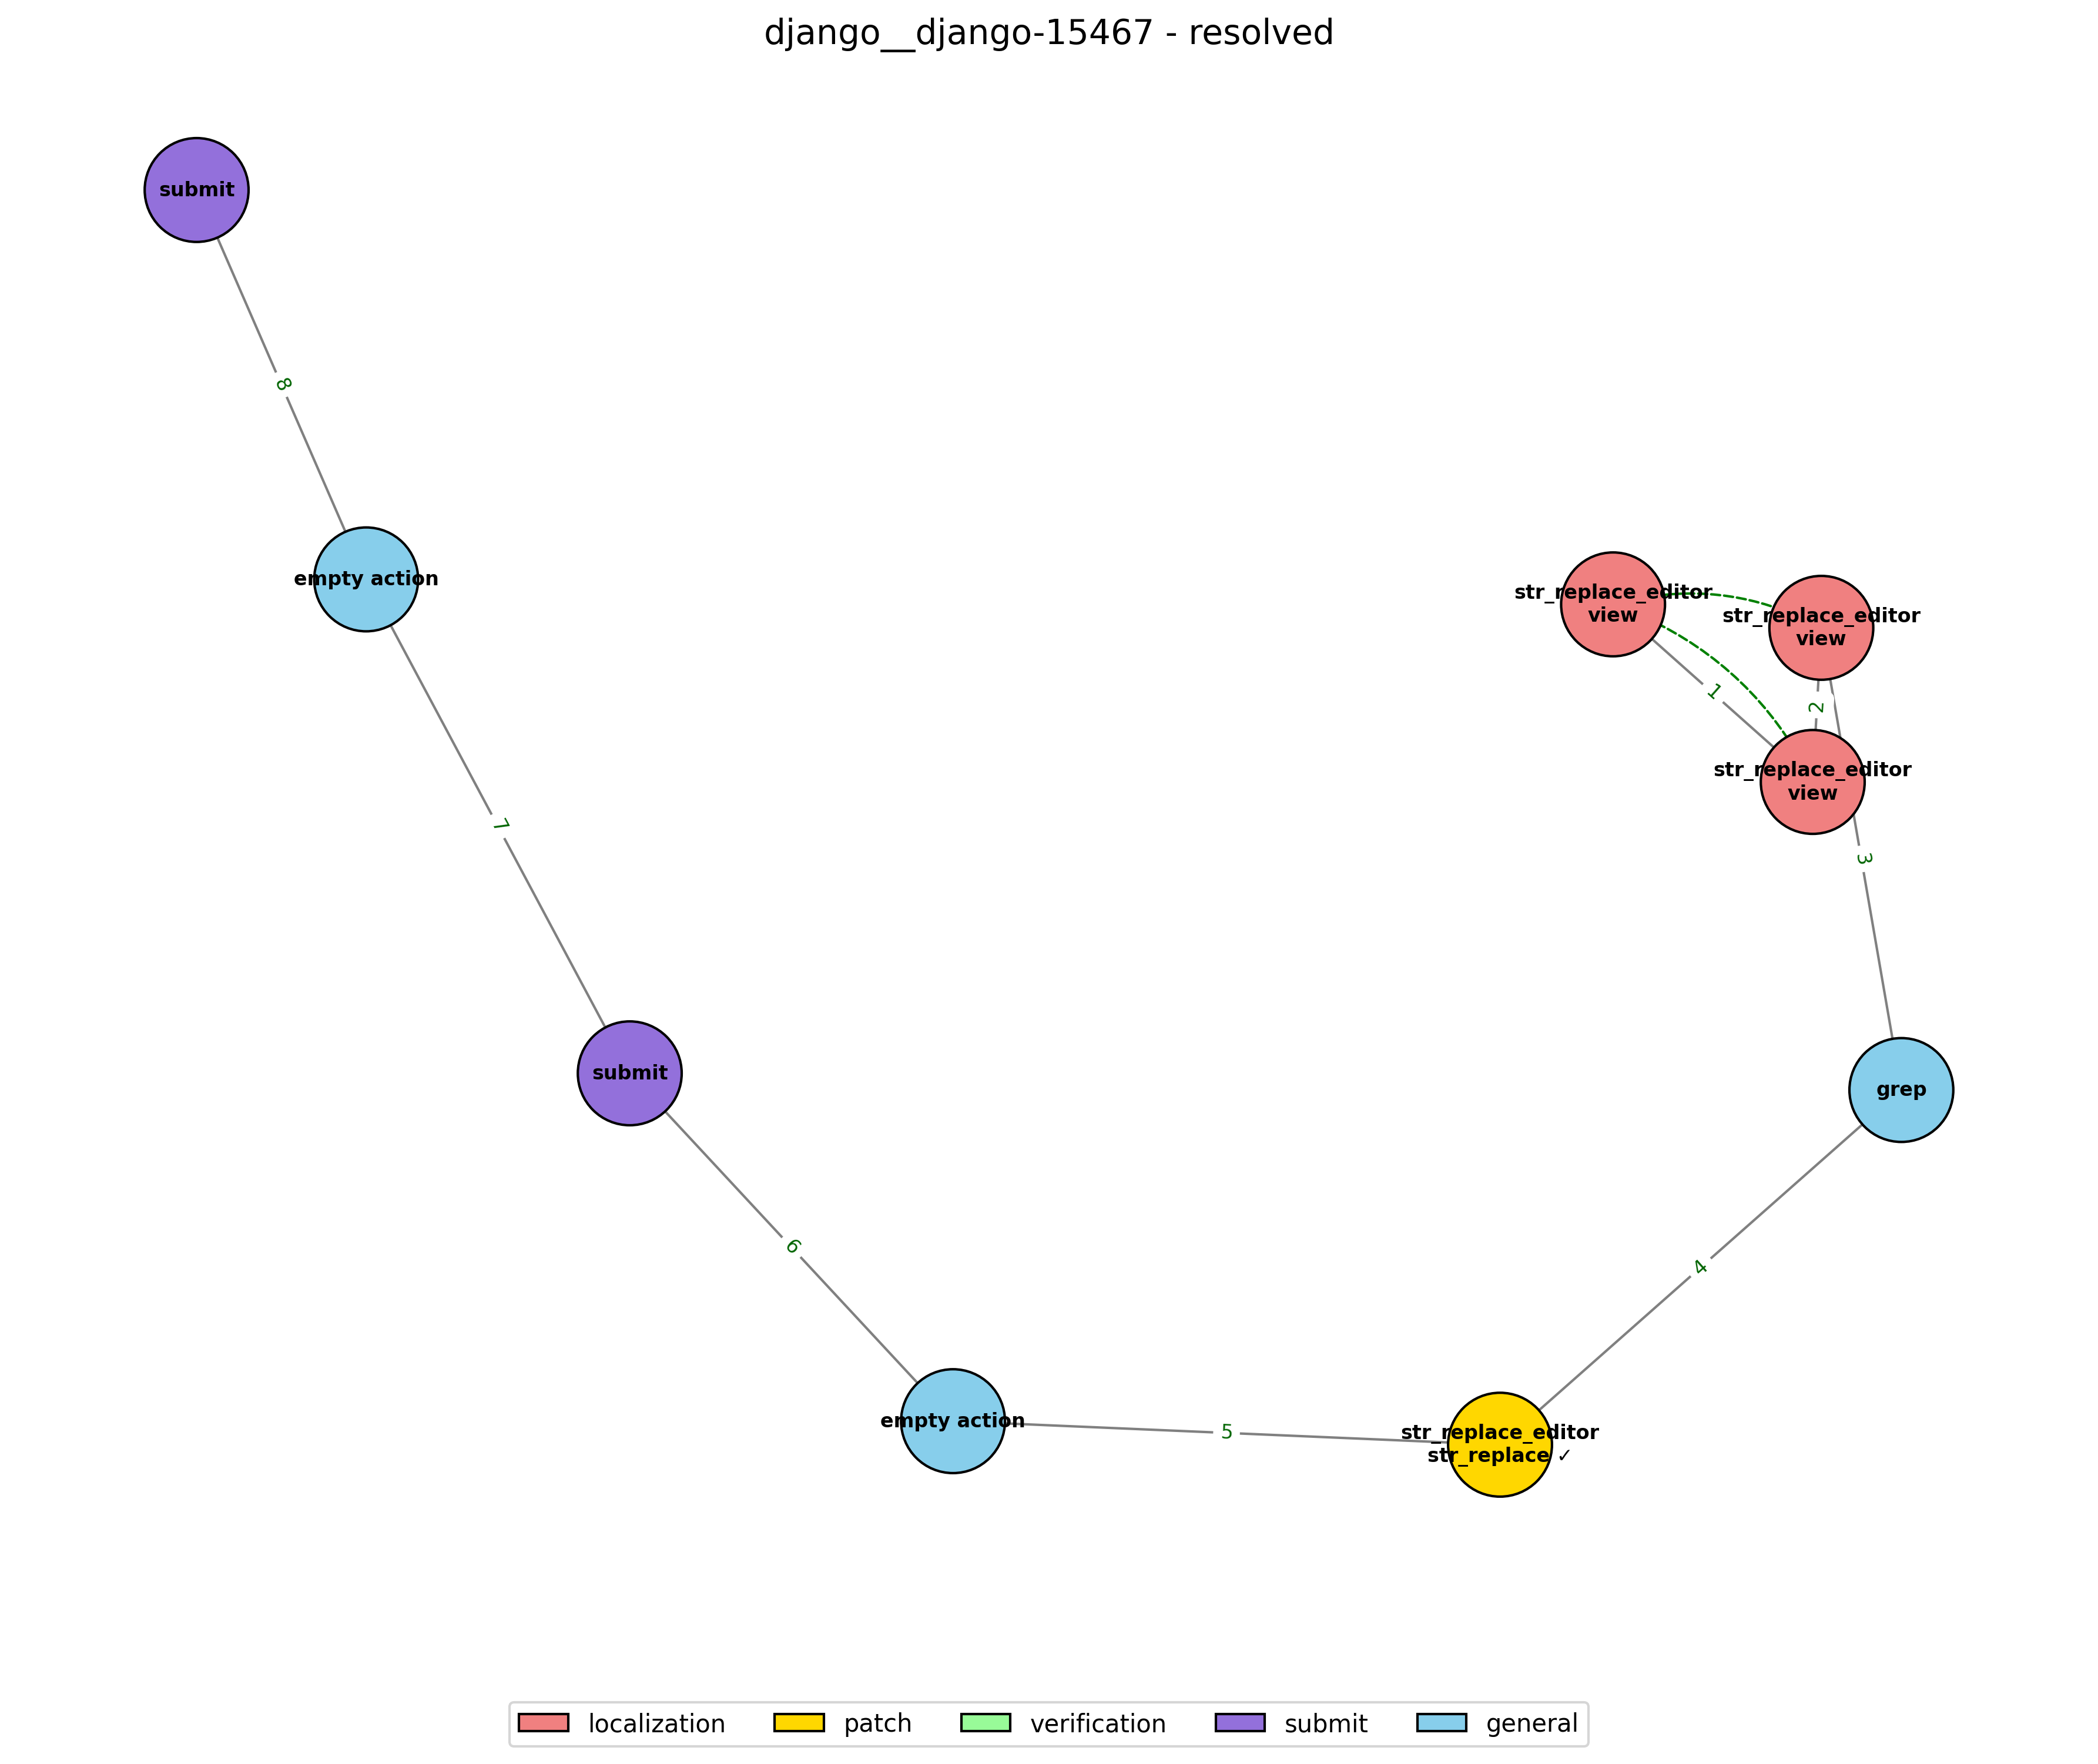 django__django-15467 - resolved
submit
8
empty action
str_replace_editor
view
str_replace_editor
view
1
2
str_replace_editor
view
7
3
submit
grep
6
4
empty action
5
str_replace_editor
str_replace ✓
localization
patch
verification
submit
general